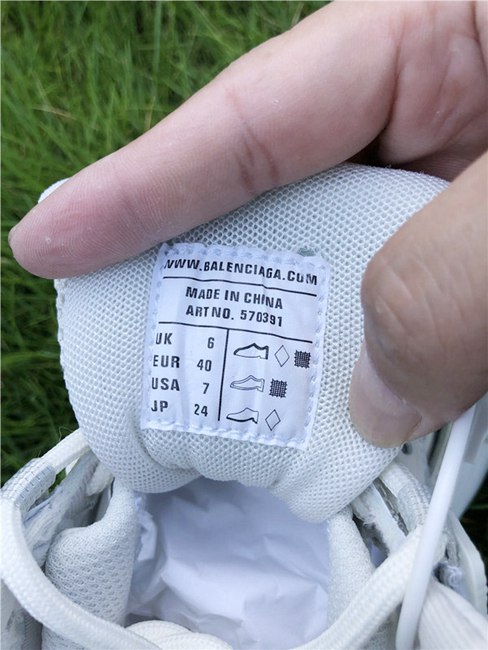 WWW.BALENCIAGA.COM
MADE IN CHINA
ART NO. 570391
UK 6
EUR 40
USA 7
JP 24